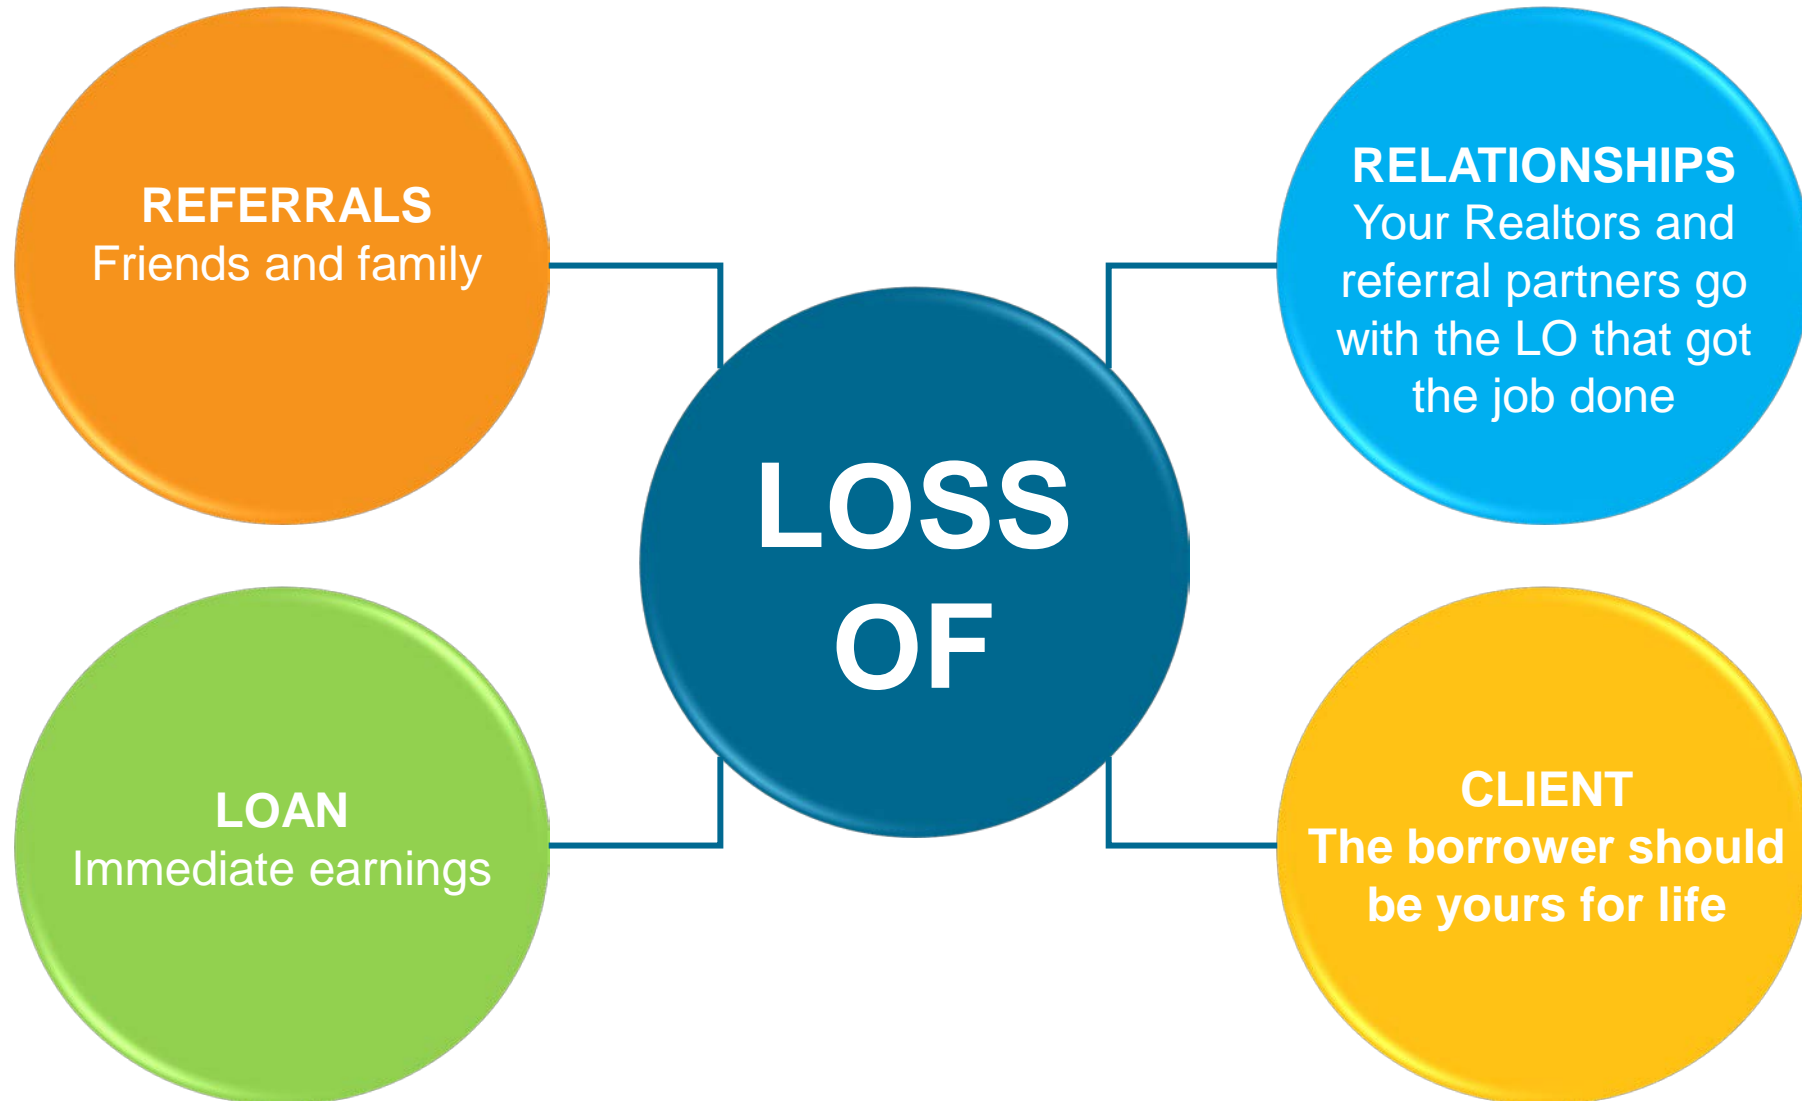 REFERRALS
Friends and family
RELATIONSHIPS
Your Realtors and
referral partners go
with the LO that got
the job done
LOSS
OF
LOAN
Immediate earnings
CLIENT
The borrower should
be yours for life